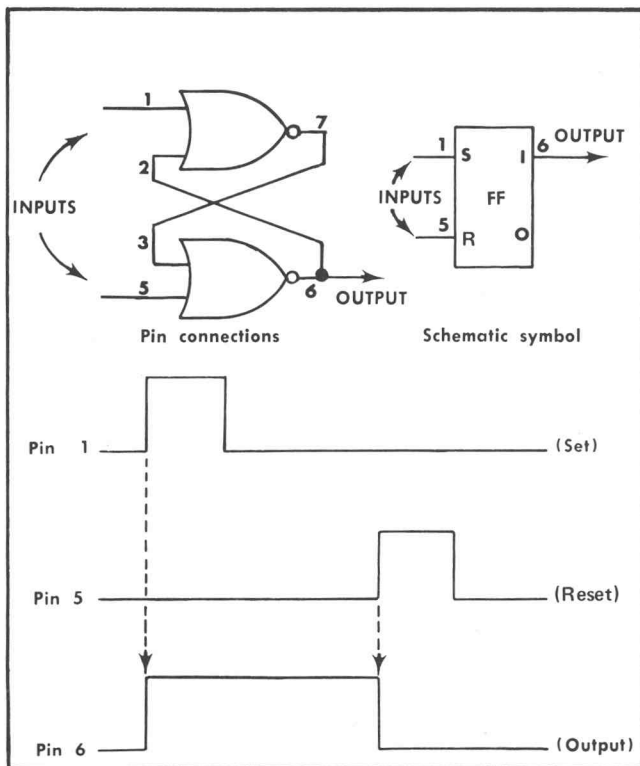 1
7
2
INPUTS
3
5
6
OUTPUT
Pin connections
1
S
I
6
OUTPUT
INPUTS
FF
5
R
O
Schematic symbol
Pin 1
(Set)
Pin 5
(Reset)
Pin 6
(Output)